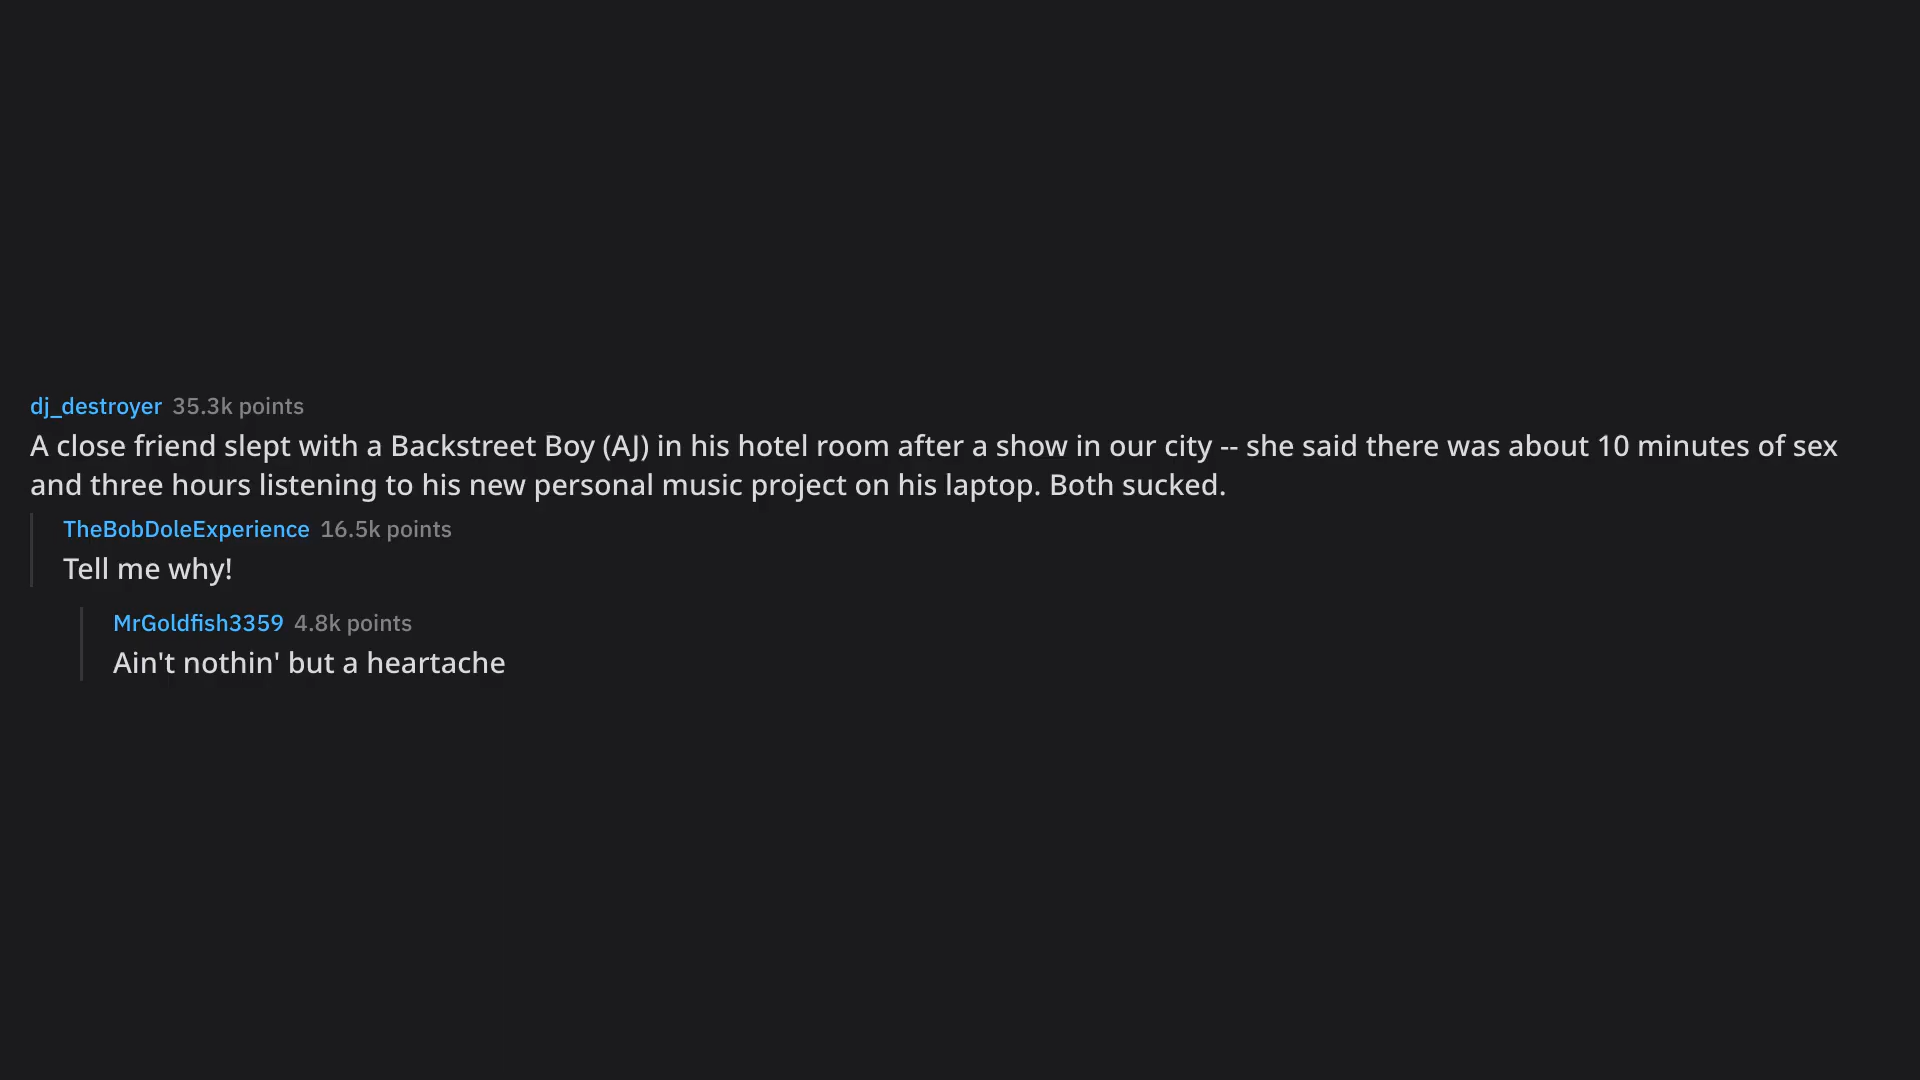 dj_destroyer 35.3k points
A close friend slept with a Backstreet Boy (AJ) in his hotel room after a show in our city -- she said there was about 10 minutes of sex
and three hours listening to his new personal music project on his laptop. Both sucked.
TheBobDoleExperience 16.5k points
Tell me why!
MrGoldfish3359 4.8k points
Ain't nothin' but a heartache